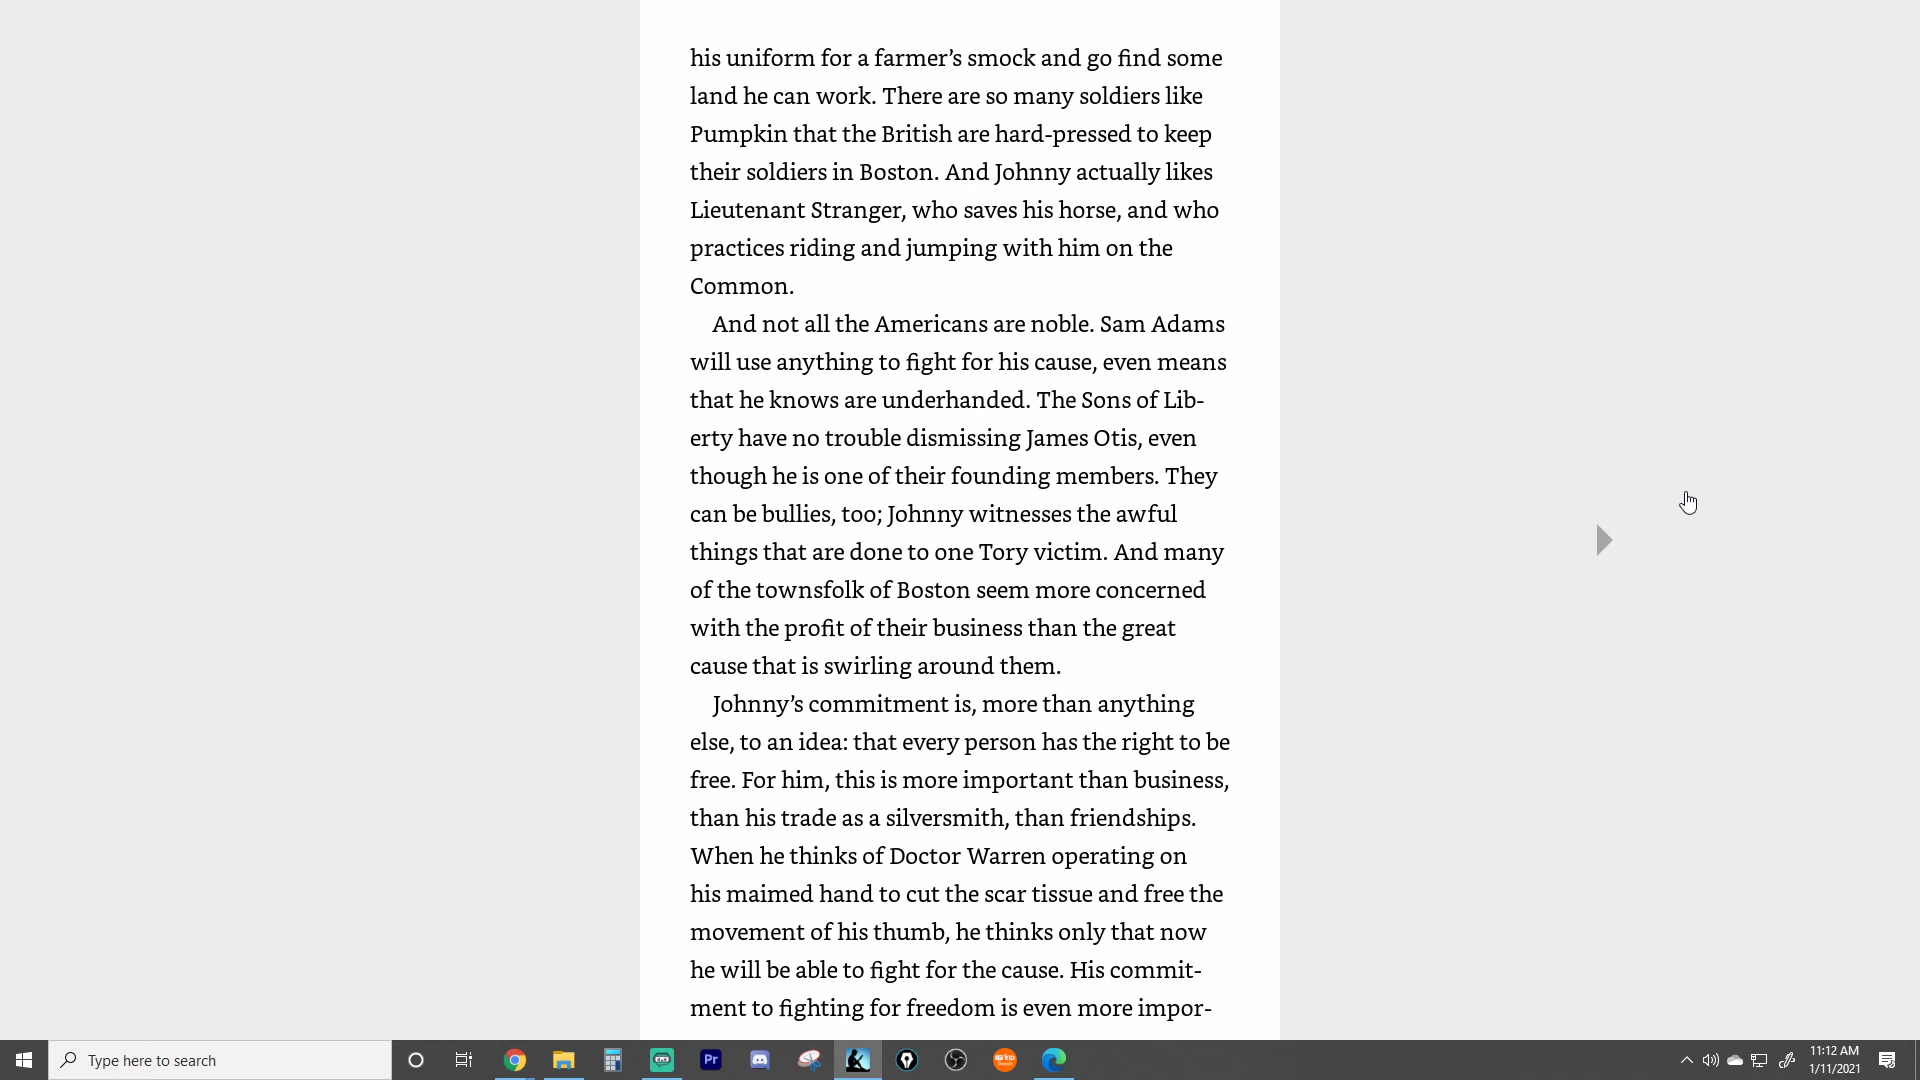 his uniform for a farmer's smock and go find some
land he can work. There are so many soldiers like
Pumpkin that the British are hard-pressed to keep
their soldiers in Boston. And Johnny actually likes
Lieutenant Stranger, who saves his horse, and who
practices riding and jumping with him on the
Common.
And not all the Americans are noble. Sam Adams
will use anything to fight for his cause, even means
that he knows are underhanded. The Sons of Lib-
erty have no trouble dismissing James Otis, even
though he is one of their founding members. They
can be bullies, too; Johnny witnesses the awful
things that are done to one Tory victim. And many
of the townsfolk of Boston seem more concerned
with the profit of their business than the great
cause that is swirling around them.
Johnny's commitment is, more than anything
else, to an idea: that every person has the right to be
free. For him, this is more important than business,
than his trade as a silversmith, than friendships.
When he thinks of Doctor Warren operating on
his maimed hand to cut the scar tissue and free the
movement of his thumb, he thinks only that now
he will be able to fight for the cause. His commit-
ment to fighting for freedom is even more impor-
Type here to search
Pr
11:12 AM
1/11/2021